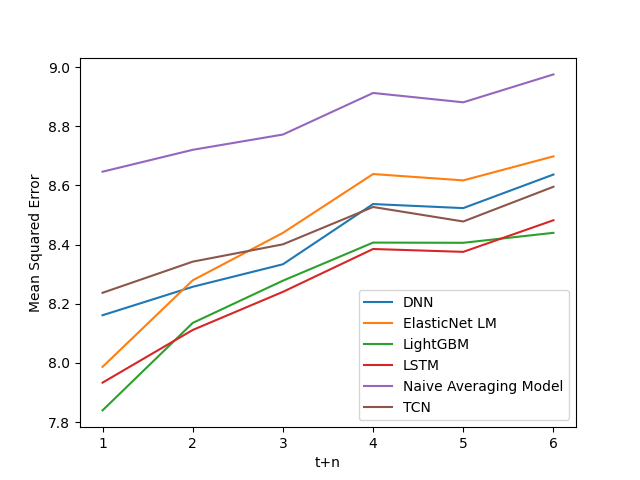 Mean Squared Error
9.0
8.8
8.6
8.4
8.2
8.0
7.8
1 2 3 4 5 6
t+n
DNN
ElasticNet LM
LightGBM
LSTM
Naive Averaging Model
TCN